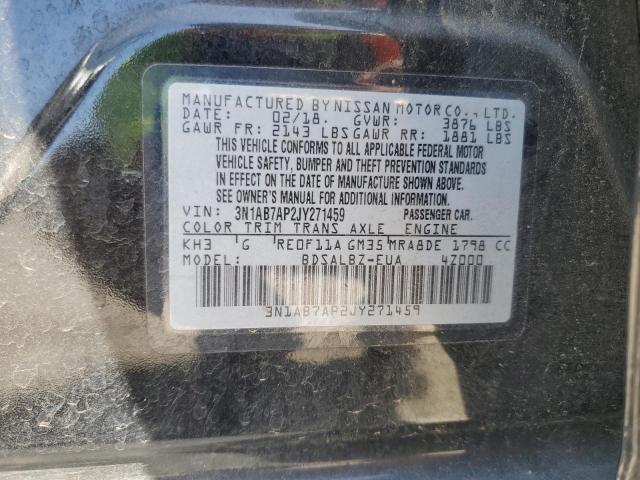 MANUFACTURED BY NISSAN MOTOR CO., LTD.
DATE: 02/18. GVWR: 3876 LBS
GAWR FR: 2143 LBS GAWR RR: 1881 LBS
THIS VEHICLE CONFORMS TO ALL APPLICABLE FEDERAL MOTOR
VEHICLE SAFETY, BUMPER AND THEFT PREVENTION STANDARDS
IN EFFECT ON THE DATE OF MANUFACTURE SHOWN ABOVE.
SEE OWNER'S MANUAL FOR ADDITIONAL INFORMATION.
VIN: 3N1AB7AP2JY271459 PASSENGER CAR.
COLOR TRIM TRANS AXLE ENGINE
KH3 G RE0F11A GM35 MRA8DE 1798 CC
MODEL: BDSALBZ-EUA 4Z000
3N1AB7AP2JY271459